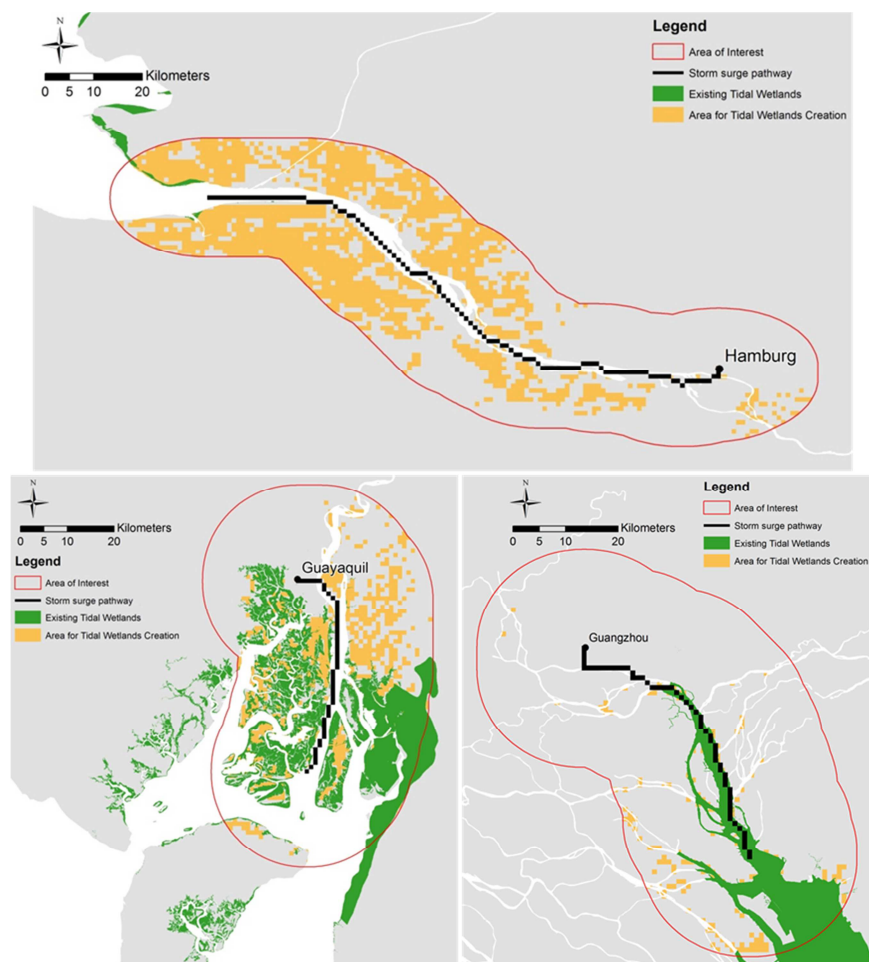 N
Kilometers
0 5 10 20
Legend
Area of Interest
Storm surge pathway
Existing Tidal Wetlands
Area for Tidal Wetlands Creation
Hamburg
N
Kilometers
0 5 10 20
Legend
Area of Interest
Storm surge pathway
Existing Tidal Wetlands
Area for Tidal Wetlands Creation
Guayaquil
N
Kilometers
0 5 10 20
Legend
Area of Interest
Storm surge pathway
Existing Tidal Wetlands
Area for Tidal Wetlands Creation
Guangzhou